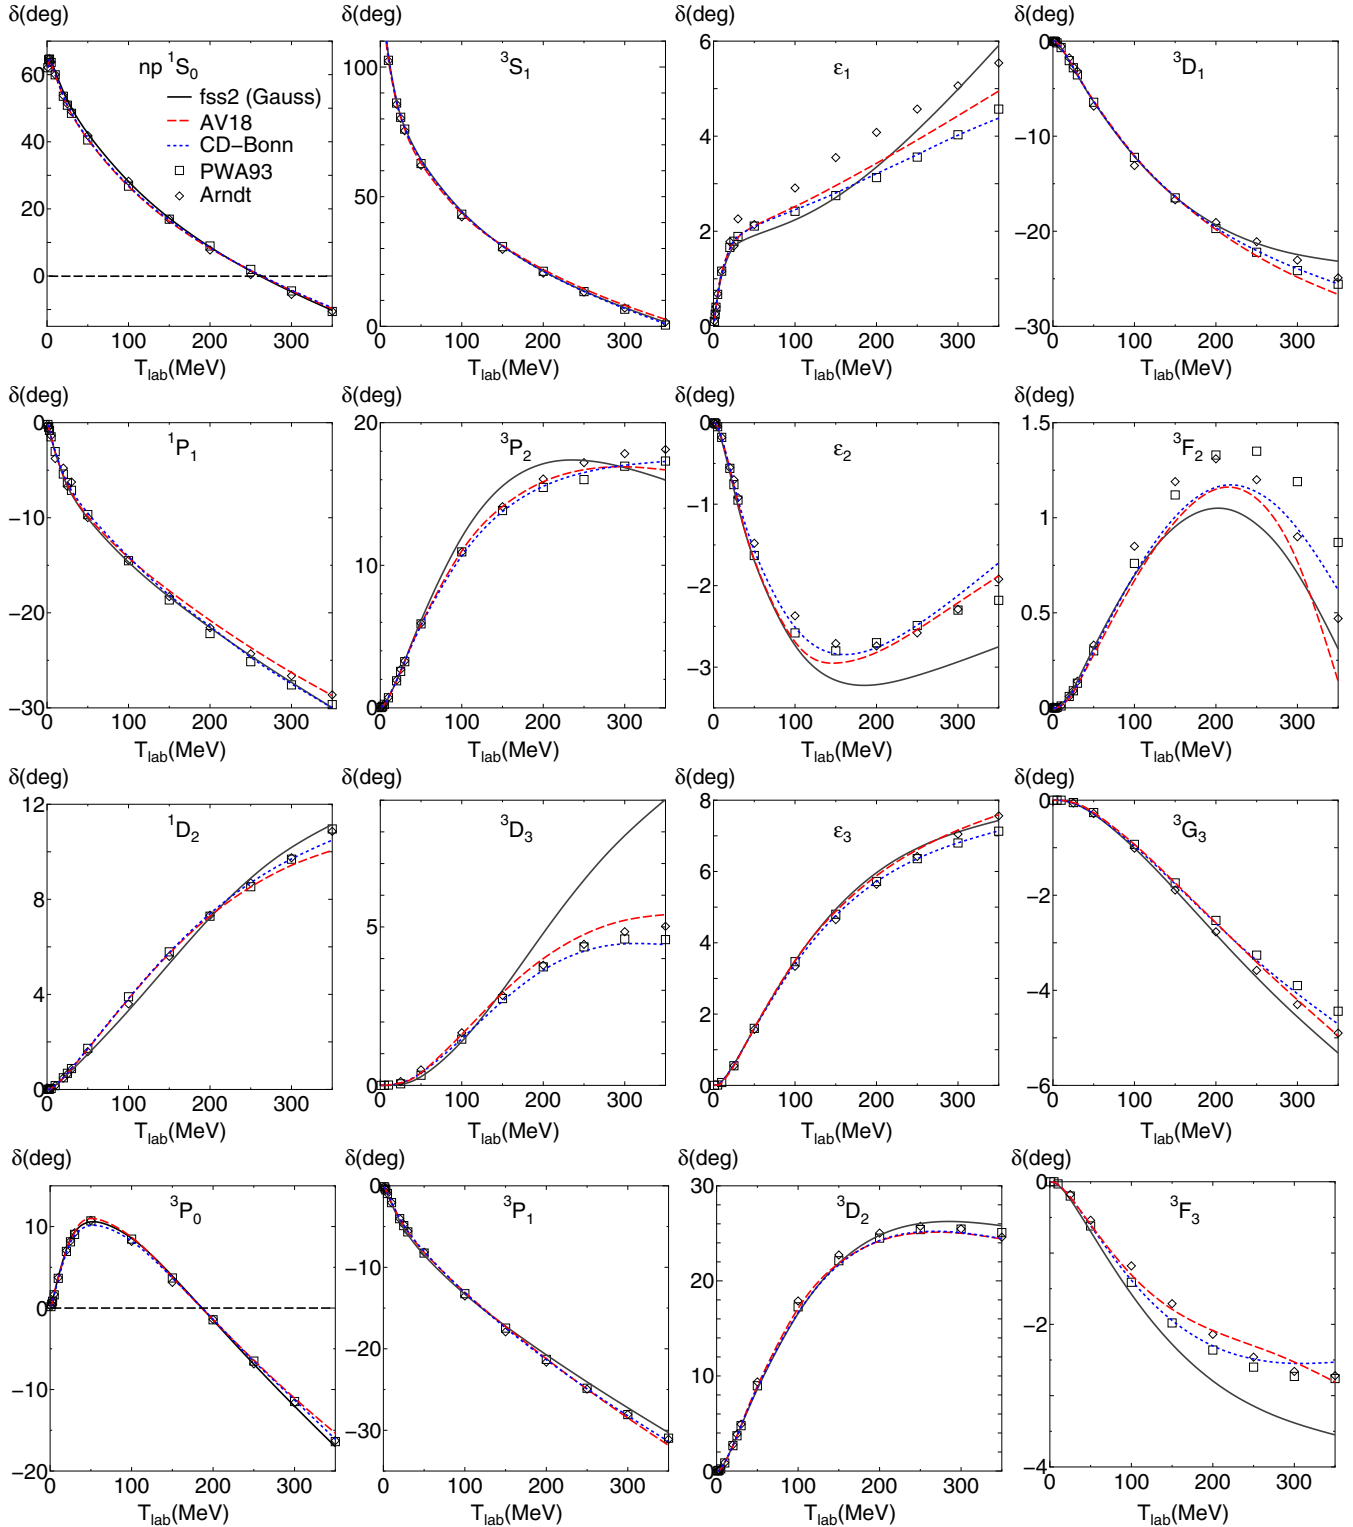 δ(deg) δ(deg) δ(deg) δ(deg)
60
40
20
0
np ¹S₀
fss2 (Gauss)
AV18
CD−Bonn
PWA93
Arndt
0 100 200 300
T_lab(MeV)
100
50
0
³S₁
0 100 200 300
T_lab(MeV)
6
4
2
0
ε₁
0 100 200 300
T_lab(MeV)
0
−10
−20
−30
³D₁
0 100 200 300
T_lab(MeV)
δ(deg) δ(deg) δ(deg) δ(deg)
0
−10
−20
−30
¹P₁
0 100 200 300
T_lab(MeV)
20
10
0
³P₂
0 100 200 300
T_lab(MeV)
0
−1
−2
−3
ε₂
0 100 200 300
T_lab(MeV)
1.5
1
0.5
0
³F₂
0 100 200 300
T_lab(MeV)
δ(deg) δ(deg) δ(deg) δ(deg)
12
8
4
0
¹D₂
0 100 200 300
T_lab(MeV)
5
0
³D₃
0 100 200 300
T_lab(MeV)
8
6
4
2
0
ε₃
0 100 200 300
T_lab(MeV)
0
−2
−4
−6
³G₃
0 100 200 300
T_lab(MeV)
δ(deg) δ(deg) δ(deg) δ(deg)
10
0
−10
−20
³P₀
0 100 200 300
T_lab(MeV)
0
−10
−20
−30
³P₁
0 100 200 300
T_lab(MeV)
30
20
10
0
³D₂
0 100 200 300
T_lab(MeV)
0
−2
−4
³F₃
0 100 200 300
T_lab(MeV)